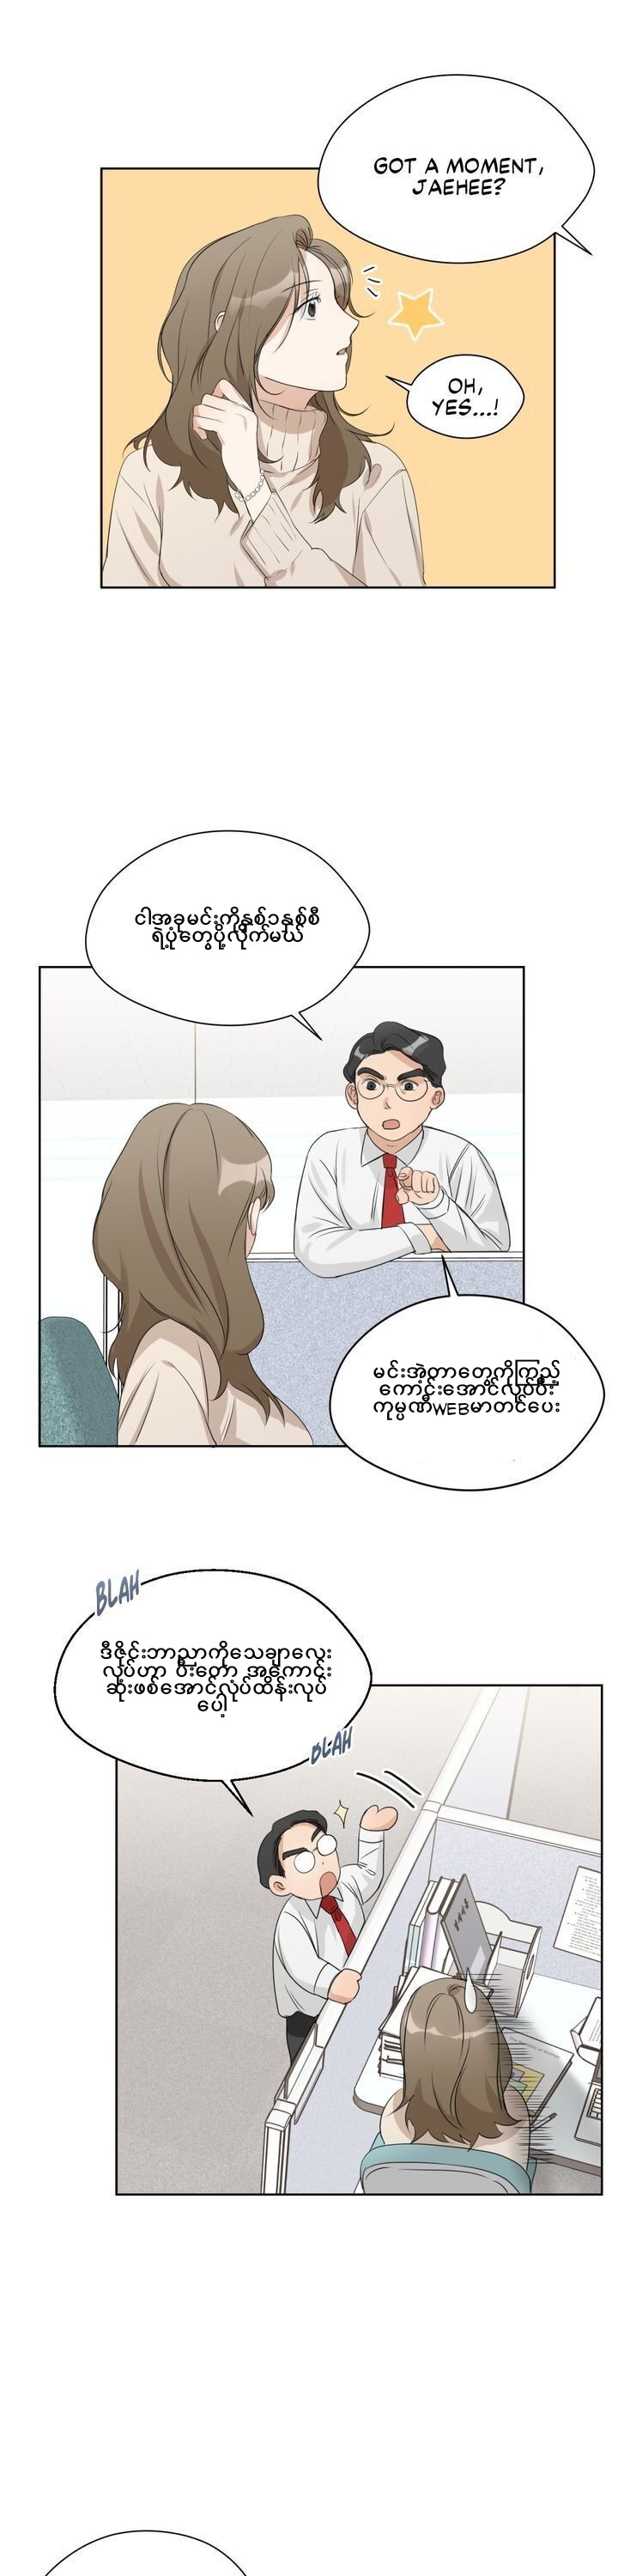 GOT A MOMENT,
JAEHEE?
OH,
YES...!
ငါအခုမင်းကိုနှစ်၁နှစ်စီ
ရဲ့ပုံတွေပို့လိုက်မယ်
မင်းအဲ့တာတွေကိုကြည့်
ကောင်းအောင်လုပ်ပီး
ကုမ္ပဏီWEBမာတင်ပေး
BLAH
ဒီဇိုင်းဘာညာကိုသေချာလေး
လုပ်ဟာ ပီးတော အကောင်း
ဆုံးဖစ်အောင်လုပ်ထိန်းလုပ်
ပေါ့
BLAH